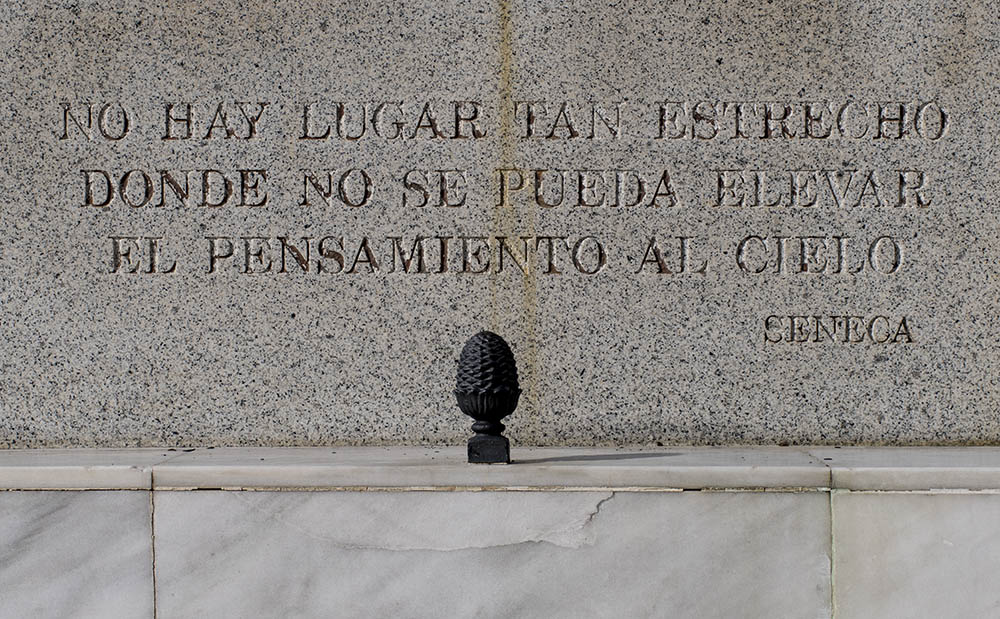 NO HAY LUGAR TAN ESTRECHO
DONDE NO SE PUEDA ELEVAR
EL PENSAMIENTO AL CIELO
SENECA